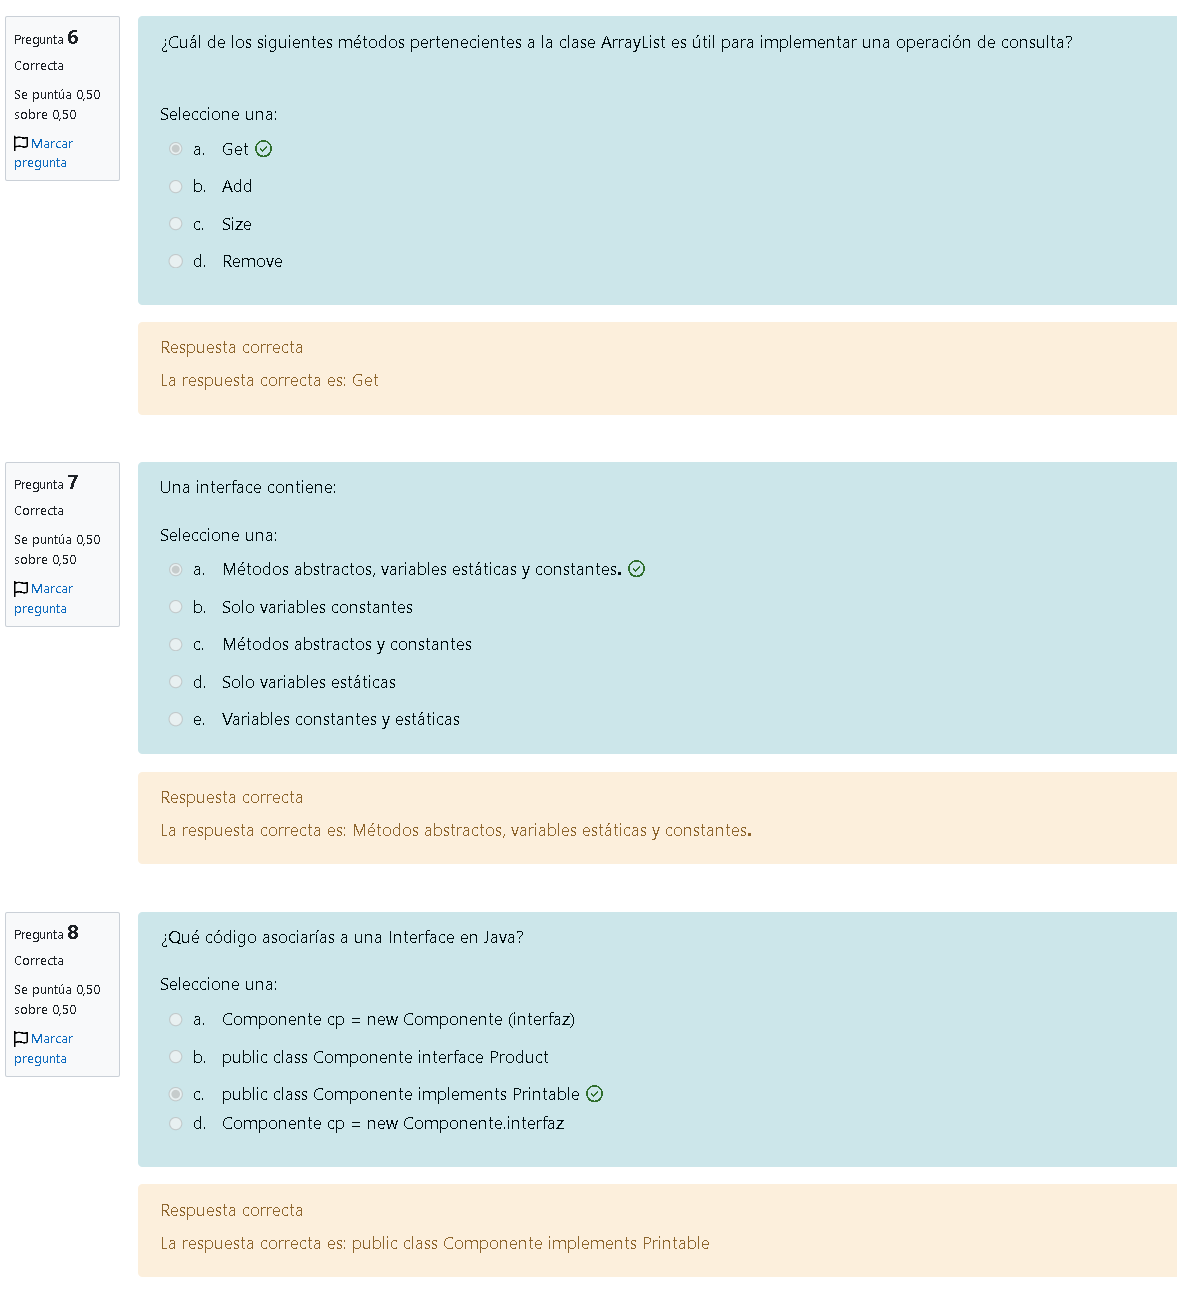 Pregunta 6
Correcta
Se puntúa 0,50
sobre 0,50
Marcar
pregunta
¿Cuál de los siguientes métodos pertenecientes a la clase ArrayList es útil para implementar una operación de consulta?
Seleccione una:
a. Get
b. Add
c. Size
d. Remove
Respuesta correcta
La respuesta correcta es: Get
Pregunta 7
Correcta
Se puntúa 0,50
sobre 0,50
Marcar
pregunta
Una interface contiene:
Seleccione una:
a. Métodos abstractos, variables estáticas y constantes.
b. Solo variables constantes
c. Métodos abstractos y constantes
d. Solo variables estáticas
e. Variables constantes y estáticas
Respuesta correcta
La respuesta correcta es: Métodos abstractos, variables estáticas y constantes.
Pregunta 8
Correcta
Se puntúa 0,50
sobre 0,50
Marcar
pregunta
¿Qué código asociarías a una Interface en Java?
Seleccione una:
a. Componente cp = new Componente (interfaz)
b. public class Componente interface Product
c. public class Componente implements Printable
d. Componente cp = new Componente.interfaz
Respuesta correcta
La respuesta correcta es: public class Componente implements Printable